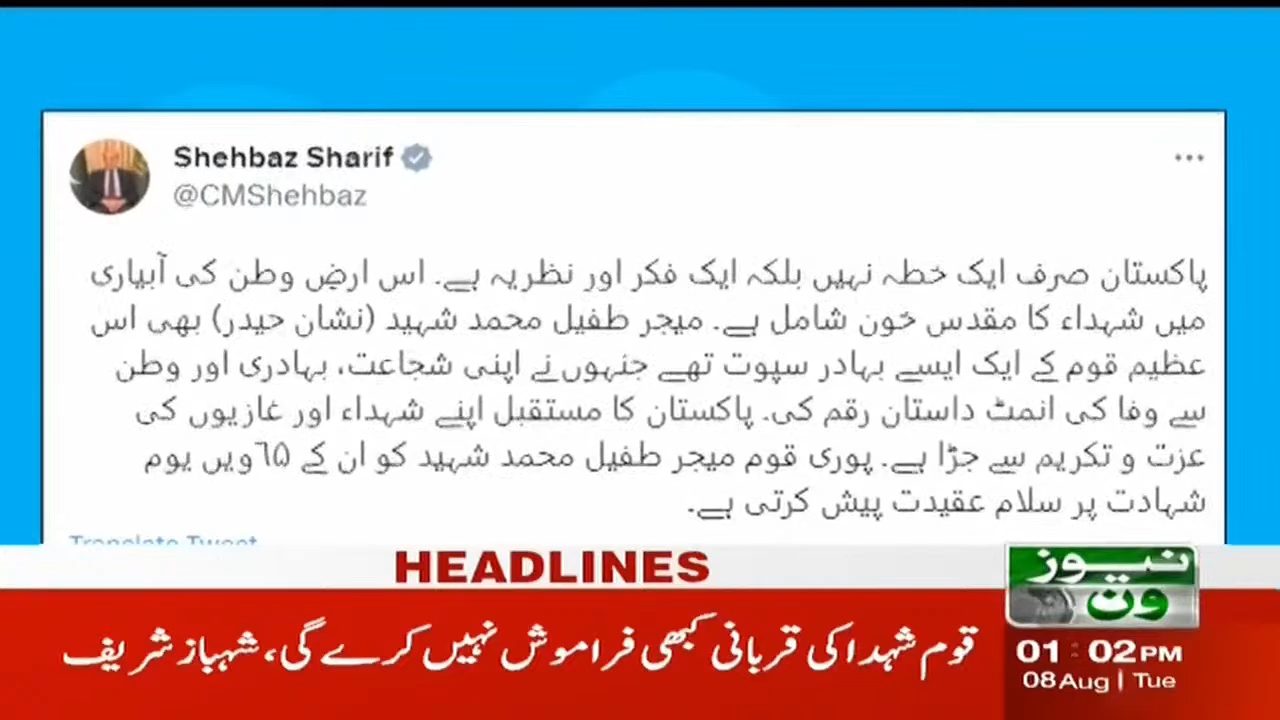 Shehbaz Sharif
@CMShehbaz
پاکستان صرف ایک خطہ نہیں بلکہ ایک فکر اور نظریہ ہے۔ اس ارضِ وطن کی آبیاری
میں شہداء کا مقدس خون شامل ہے۔ میجر طفیل محمد شہید (نشان حیدر) بھی اس
عظیم قوم کے ایک ایسے بہادر سپوت تھے جنہوں نے اپنی شجاعت، بہادری اور وطن
سے وفا کی انمٹ داستان رقم کی۔ پاکستان کا مستقبل اپنے شہداء اور غازیوں کی
عزت و تکریم سے جڑا ہے۔ پوری قوم میجر طفیل محمد شہید کو ان کے ٦٥ویں یوم
شہادت پر سلام عقیدت پیش کرتی ہے۔
Translate Tweet
HEADLINES
نیوز
ون
قوم شہدا کی قربانی کبھی فراموش نہیں کرے گی، شہباز شریف
01:02PM
08Aug | Tue